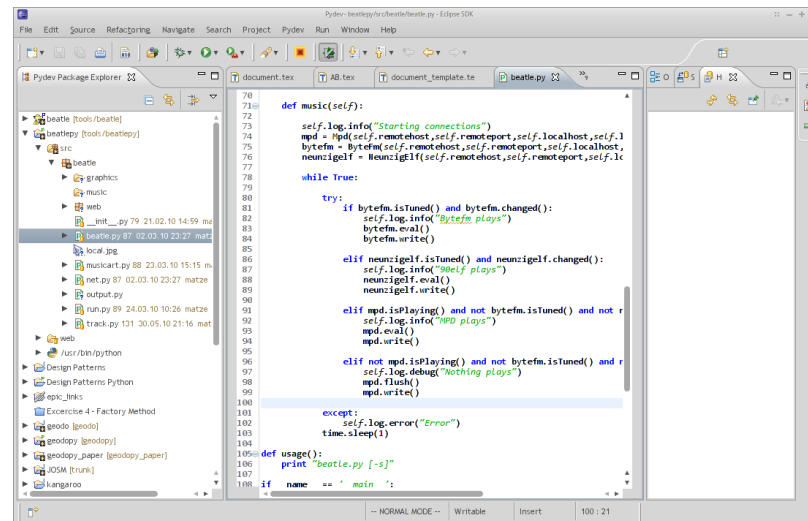 Pydev - beatlepy/src/beatle/beatle.py - Eclipse SDK
File Edit Source Refactoring Navigate Search Project Pydev Run Window Help
Pydev Package Explorer
document.tex
AB.tex
document_template.te
beatle.py
O
S
H
beatle [tools/beatle]
beatlepy [tools/beatlepy]
src
beatle
graphics
music
web
__init__.py 79 21.02.10 14:59 ma
beatle.py 87 02.03.10 23:27 matz
local.jpg
musicart.py 88 23.03.10 15:15 m
net.py 87 02.03.10 23:27 matze
output.py
run.py 89 24.03.10 10:26 matze
track.py 131 30.05.10 21:16 mat
web
/usr/bin/python
Design Patterns
Design Patterns Python
epic_links
Excercise 4 - Factory Method
geodo [geodo]
geodopy [geodopy]
geodopy_paper [geodopy_paper]
JOSM [trunk]
kangaroo
70
71 def music(self):
72
73 self.log.info("Starting connections")
74 mpd = Mpd(self.remotehost,self.remoteport,self.localhost,self.l
75 bytefm = ByteFm(self.remotehost,self.remoteport,self.localhost,
76 neunzigelf = NeunzigElf(self.remotehost,self.remoteport,self.lc
77
78 while True:
79
80 try:
81 if bytefm.isTuned() and bytefm.changed():
82 self.log.info("Bytefm plays")
83 bytefm.eval()
84 bytefm.write()
85
86 elif neunzigelf.isTuned() and neunzigelf.changed():
87 self.log.info("90elf plays")
88 neunzigelf.eval()
89 neunzigelf.write()
90
91 elif mpd.isPlaying() and not bytefm.isTuned() and not r
92 self.log.info("MPD plays")
93 mpd.eval()
94 mpd.write()
95
96 elif not mpd.isPlaying() and not bytefm.isTuned() and r
97 self.log.debug("Nothing plays")
98 mpd.flush()
99 mpd.write()
100
101 except:
102 self.log.error("Error")
103 time.sleep(1)
104
105 def usage():
106 print "beatle.py [-s]"
107
108 if name == ' main ':
-- NORMAL MODE -- Writable Insert 100 : 21